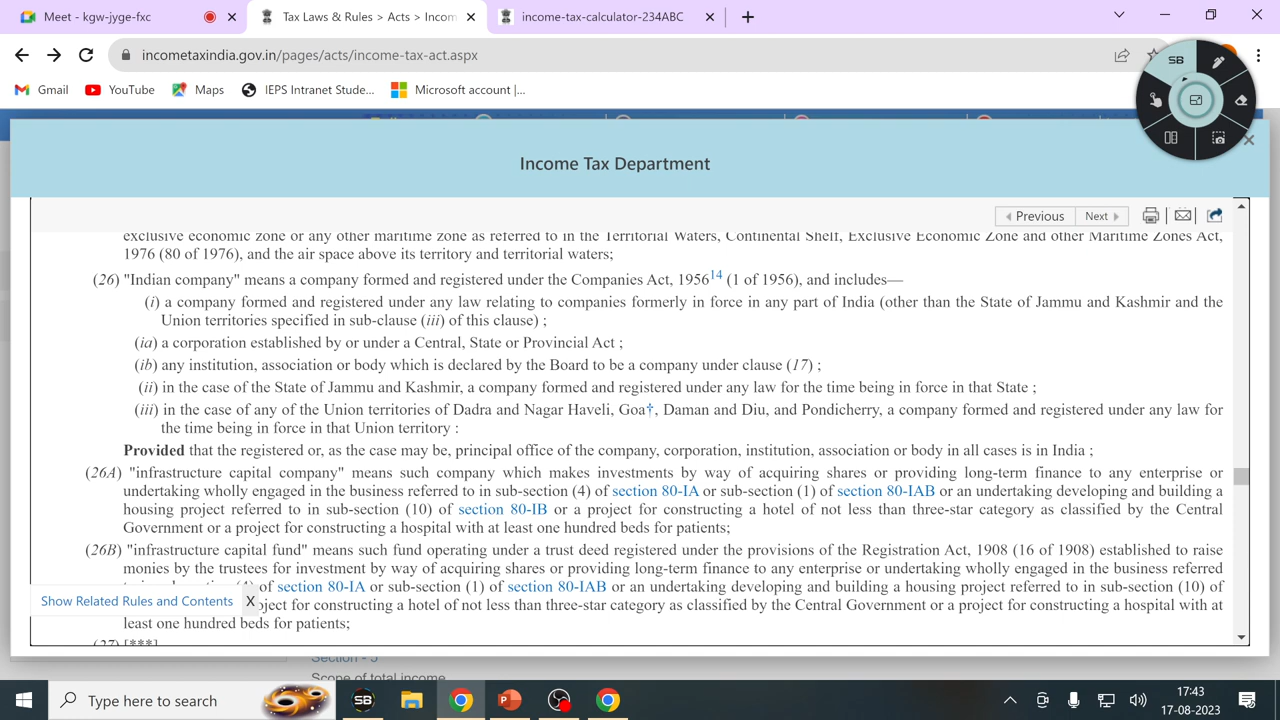 Meet - kgw-jyge-fxc
Tax Laws & Rules > Acts > Incom
income-tax-calculator-234ABC
incometaxindia.gov.in/pages/acts/income-tax-act.aspx
SB
Gmail
YouTube
Maps
IEPS Intranet Stude...
Microsoft account |...
Income Tax Department
Previous
Next
exclusive economic zone or any other maritime zone as referred to in the Territorial Waters, Continental Shelf, Exclusive Economic Zone and other Maritime Zones Act,
1976 (80 of 1976), and the air space above its territory and territorial waters;
(26) "Indian company" means a company formed and registered under the Companies Act, 1956¹⁴ (1 of 1956), and includes—
(i) a company formed and registered under any law relating to companies formerly in force in any part of India (other than the State of Jammu and Kashmir and the
Union territories specified in sub-clause (iii) of this clause) ;
(ia) a corporation established by or under a Central, State or Provincial Act ;
(ib) any institution, association or body which is declared by the Board to be a company under clause (17) ;
(ii) in the case of the State of Jammu and Kashmir, a company formed and registered under any law for the time being in force in that State ;
(iii) in the case of any of the Union territories of Dadra and Nagar Haveli, Goa†, Daman and Diu, and Pondicherry, a company formed and registered under any law for
the time being in force in that Union territory :
Provided that the registered or, as the case may be, principal office of the company, corporation, institution, association or body in all cases is in India ;
(26A) "infrastructure capital company" means such company which makes investments by way of acquiring shares or providing long-term finance to any enterprise or
undertaking wholly engaged in the business referred to in sub-section (4) of section 80-IA or sub-section (1) of section 80-IAB or an undertaking developing and building a
housing project referred to in sub-section (10) of section 80-IB or a project for constructing a hotel of not less than three-star category as classified by the Central
Government or a project for constructing a hospital with at least one hundred beds for patients;
(26B) "infrastructure capital fund" means such fund operating under a trust deed registered under the provisions of the Registration Act, 1908 (16 of 1908) established to raise
monies by the trustees for investment by way of acquiring shares or providing long-term finance to any enterprise or undertaking wholly engaged in the business referred
of section 80-IA or sub-section (1) of section 80-IAB or an undertaking developing and building a housing project referred to in sub-section (10) of
Show Related Rules and Contents X
oject for constructing a hotel of not less than three-star category as classified by the Central Government or a project for constructing a hospital with at
least one hundred beds for patients;
(27) [***]
Section - 5
Scope of total income
Type here to search
SB
17:43
17-08-2023